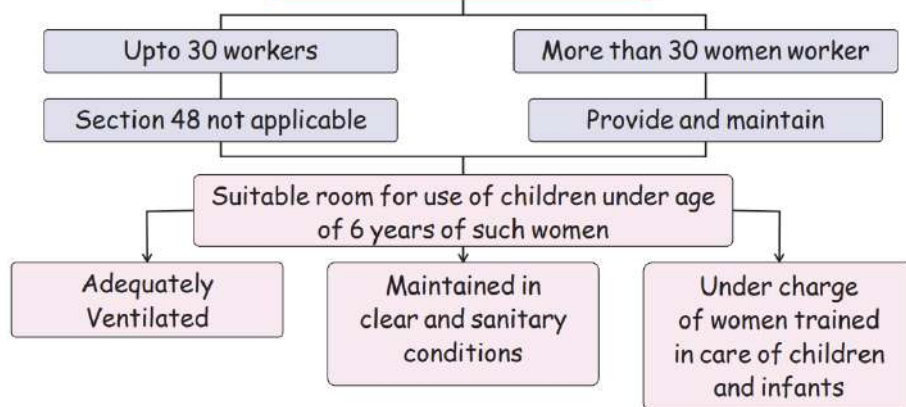 Upto 30 workers
More than 30 women worker
Section 48 not applicable
Provide and maintain
Suitable room for use of children under age
of 6 years of such women
Adequately
Ventilated
Maintained in
clear and sanitary
conditions
Under charge
of women trained
in care of children
and infants